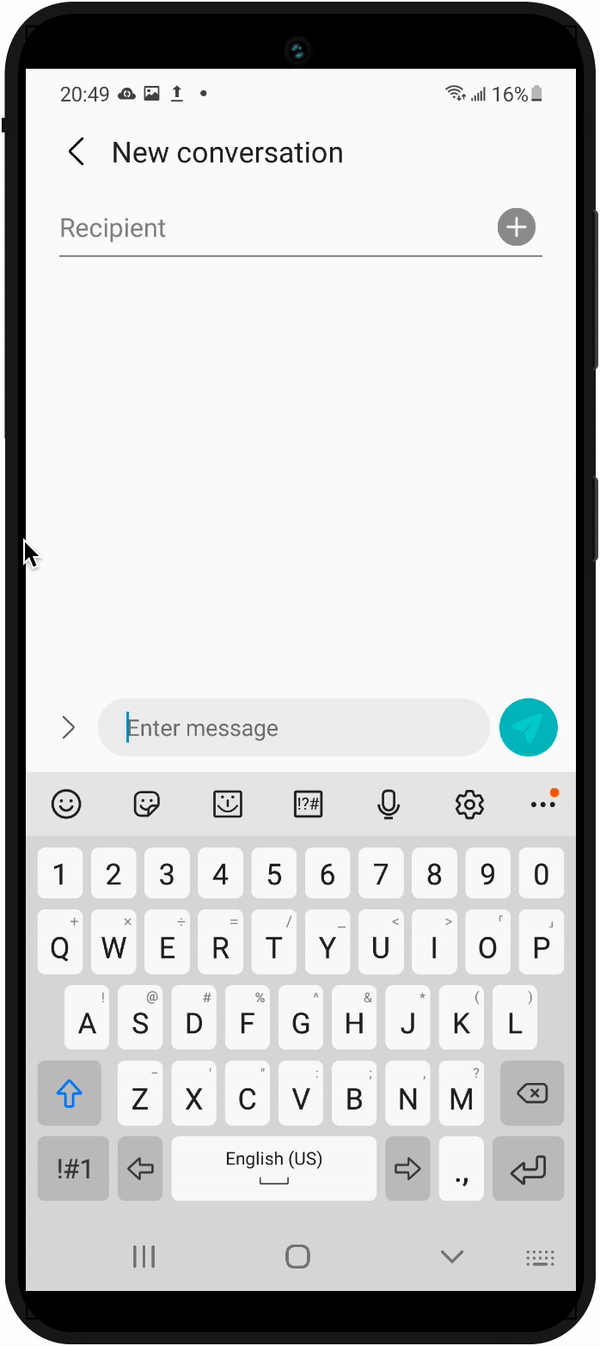 20:49 16%
New conversation
Recipient
Enter message
!?#
1 2 3 4 5 6 7 8 9 0
+ × ÷ = / _ < > 「 」
Q W E R T Y U I O P
! @ # % ^ & * ( )
A S D F G H J K L
- ' " : ; , ?
Z X C V B N M
!#1 English (US) .,